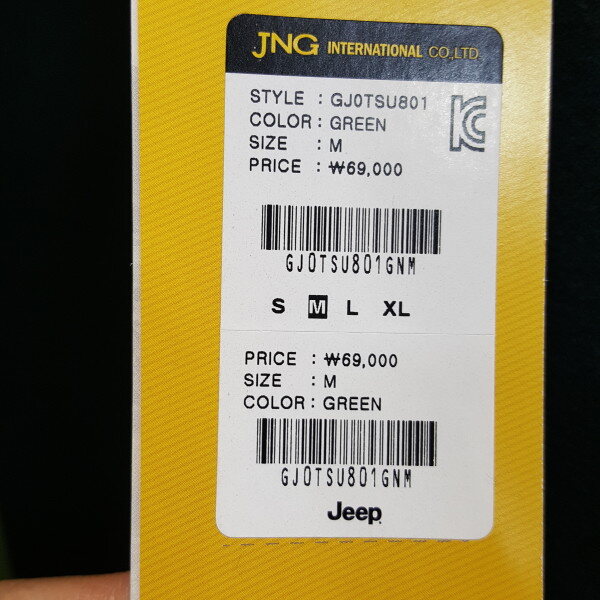 JNG INTERNATIONAL CO.,LTD.
STYLE : GJ0TSU801
COLOR : GREEN
SIZE : M
PRICE : ₩69,000
KC
GJ0TSU801GNM
S M L XL
PRICE : ₩69,000
SIZE : M
COLOR : GREEN
GJ0TSU801GNM
Jeep